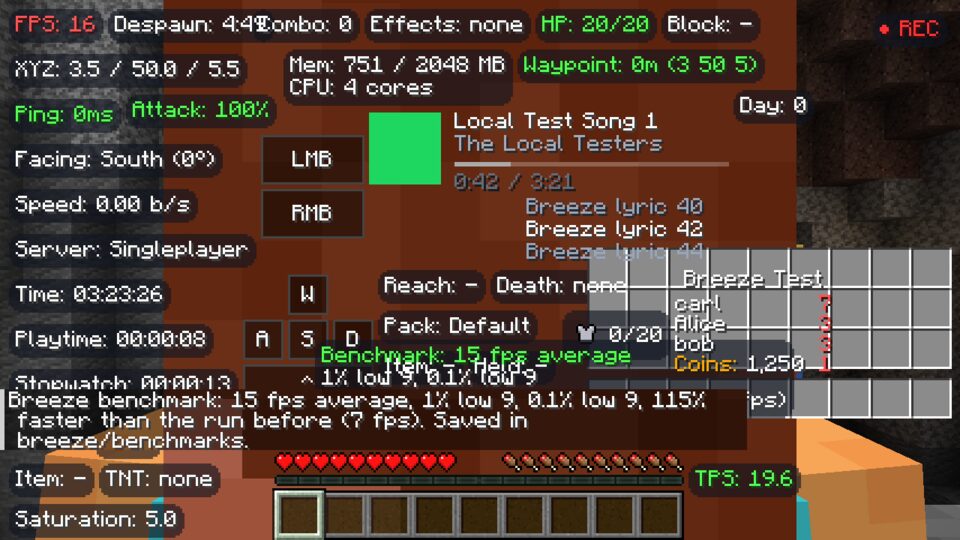 FPS: 16 Despawn: 4:49 Combo: 0 Effects: none HP: 20/20 Block: -
REC
XYZ: 3.5 / 50.0 / 5.5
Mem: 751 / 2048 MB
CPU: 4 cores
Waypoint: 0m (3 50 5)
Ping: 0ms Attack: 100%
Day: 0
Local Test Song 1
The Local Testers
0:42 / 3:21
Facing: South (0°)
LMB
Speed: 0.00 b/s
RMB
Breeze lyric 40
Breeze lyric 42
Breeze lyric 44
Server: Singleplayer
Time: 03:23:26
W
Reach: - Death: none
Breeze Test
carl 7
Alice 3
bob 3
Coins: 1,250 1
Playtime: 00:00:08
A S D
Pack: Default
0/20
Benchmark: 15 fps average
1% low 9, 0.1% low 9
Stopwatch: 00:00:13
fps)
Breeze benchmark: 15 fps average, 1% low 9, 0.1% low 9, 115%
faster than the run before (7 fps). Saved in
breeze/benchmarks.
Item: - TNT: none
TPS: 19.6
Saturation: 5.0